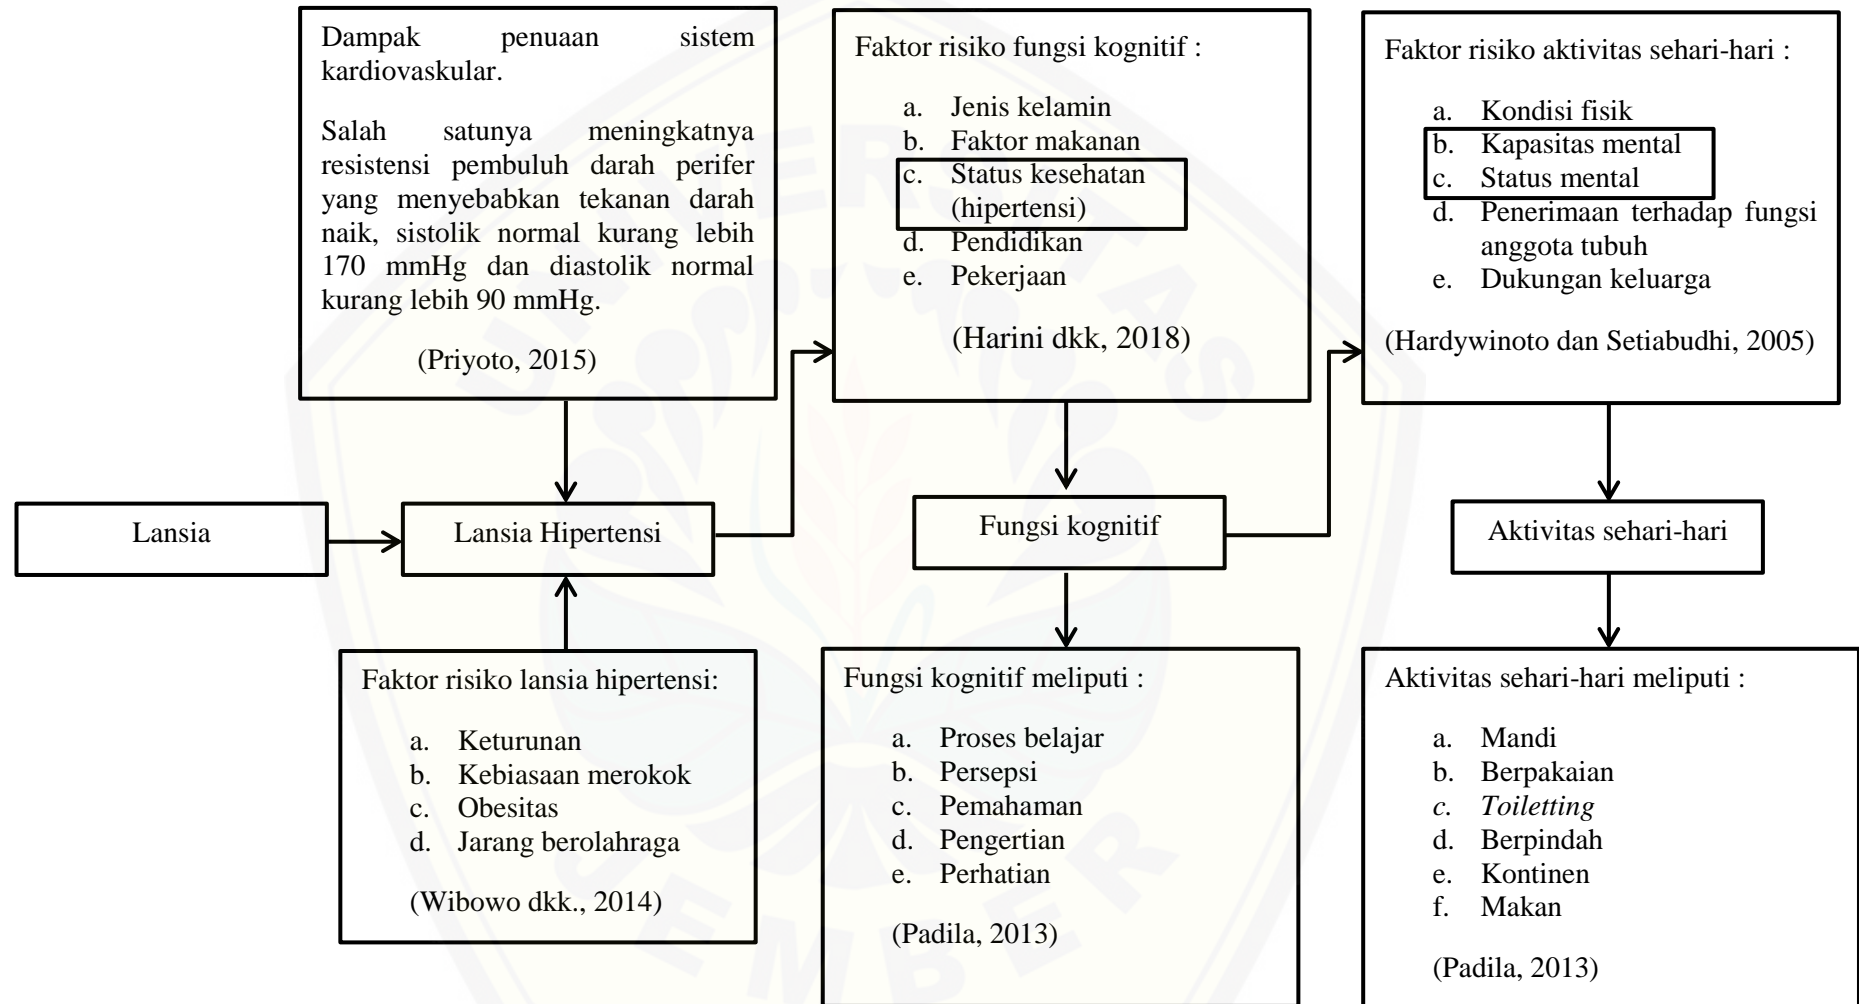 Dampak penuaan sistem
kardiovaskular.
Salah satunya meningkatnya
resistensi pembuluh darah perifer
yang menyebabkan tekanan darah
naik, sistolik normal kurang lebih
170 mmHg dan diastolik normal
kurang lebih 90 mmHg.
(Priyoto, 2015)
Faktor risiko fungsi kognitif :
a. Jenis kelamin
b. Faktor makanan
c. Status kesehatan
(hipertensi)
d. Pendidikan
e. Pekerjaan
(Harini dkk, 2018)
Faktor risiko aktivitas sehari-hari :
a. Kondisi fisik
b. Kapasitas mental
c. Status mental
d. Penerimaan terhadap fungsi
anggota tubuh
e. Dukungan keluarga
(Hardywinoto dan Setiabudhi, 2005)
Lansia
Lansia Hipertensi
Fungsi kognitif
Aktivitas sehari-hari
Faktor risiko lansia hipertensi:
a. Keturunan
b. Kebiasaan merokok
c. Obesitas
d. Jarang berolahraga
(Wibowo dkk., 2014)
Fungsi kognitif meliputi :
a. Proses belajar
b. Persepsi
c. Pemahaman
d. Pengertian
e. Perhatian
(Padila, 2013)
Aktivitas sehari-hari meliputi :
a. Mandi
b. Berpakaian
c. Toiletting
d. Berpindah
e. Kontinen
f. Makan
(Padila, 2013)
UNIVERSITAS
JEMBER